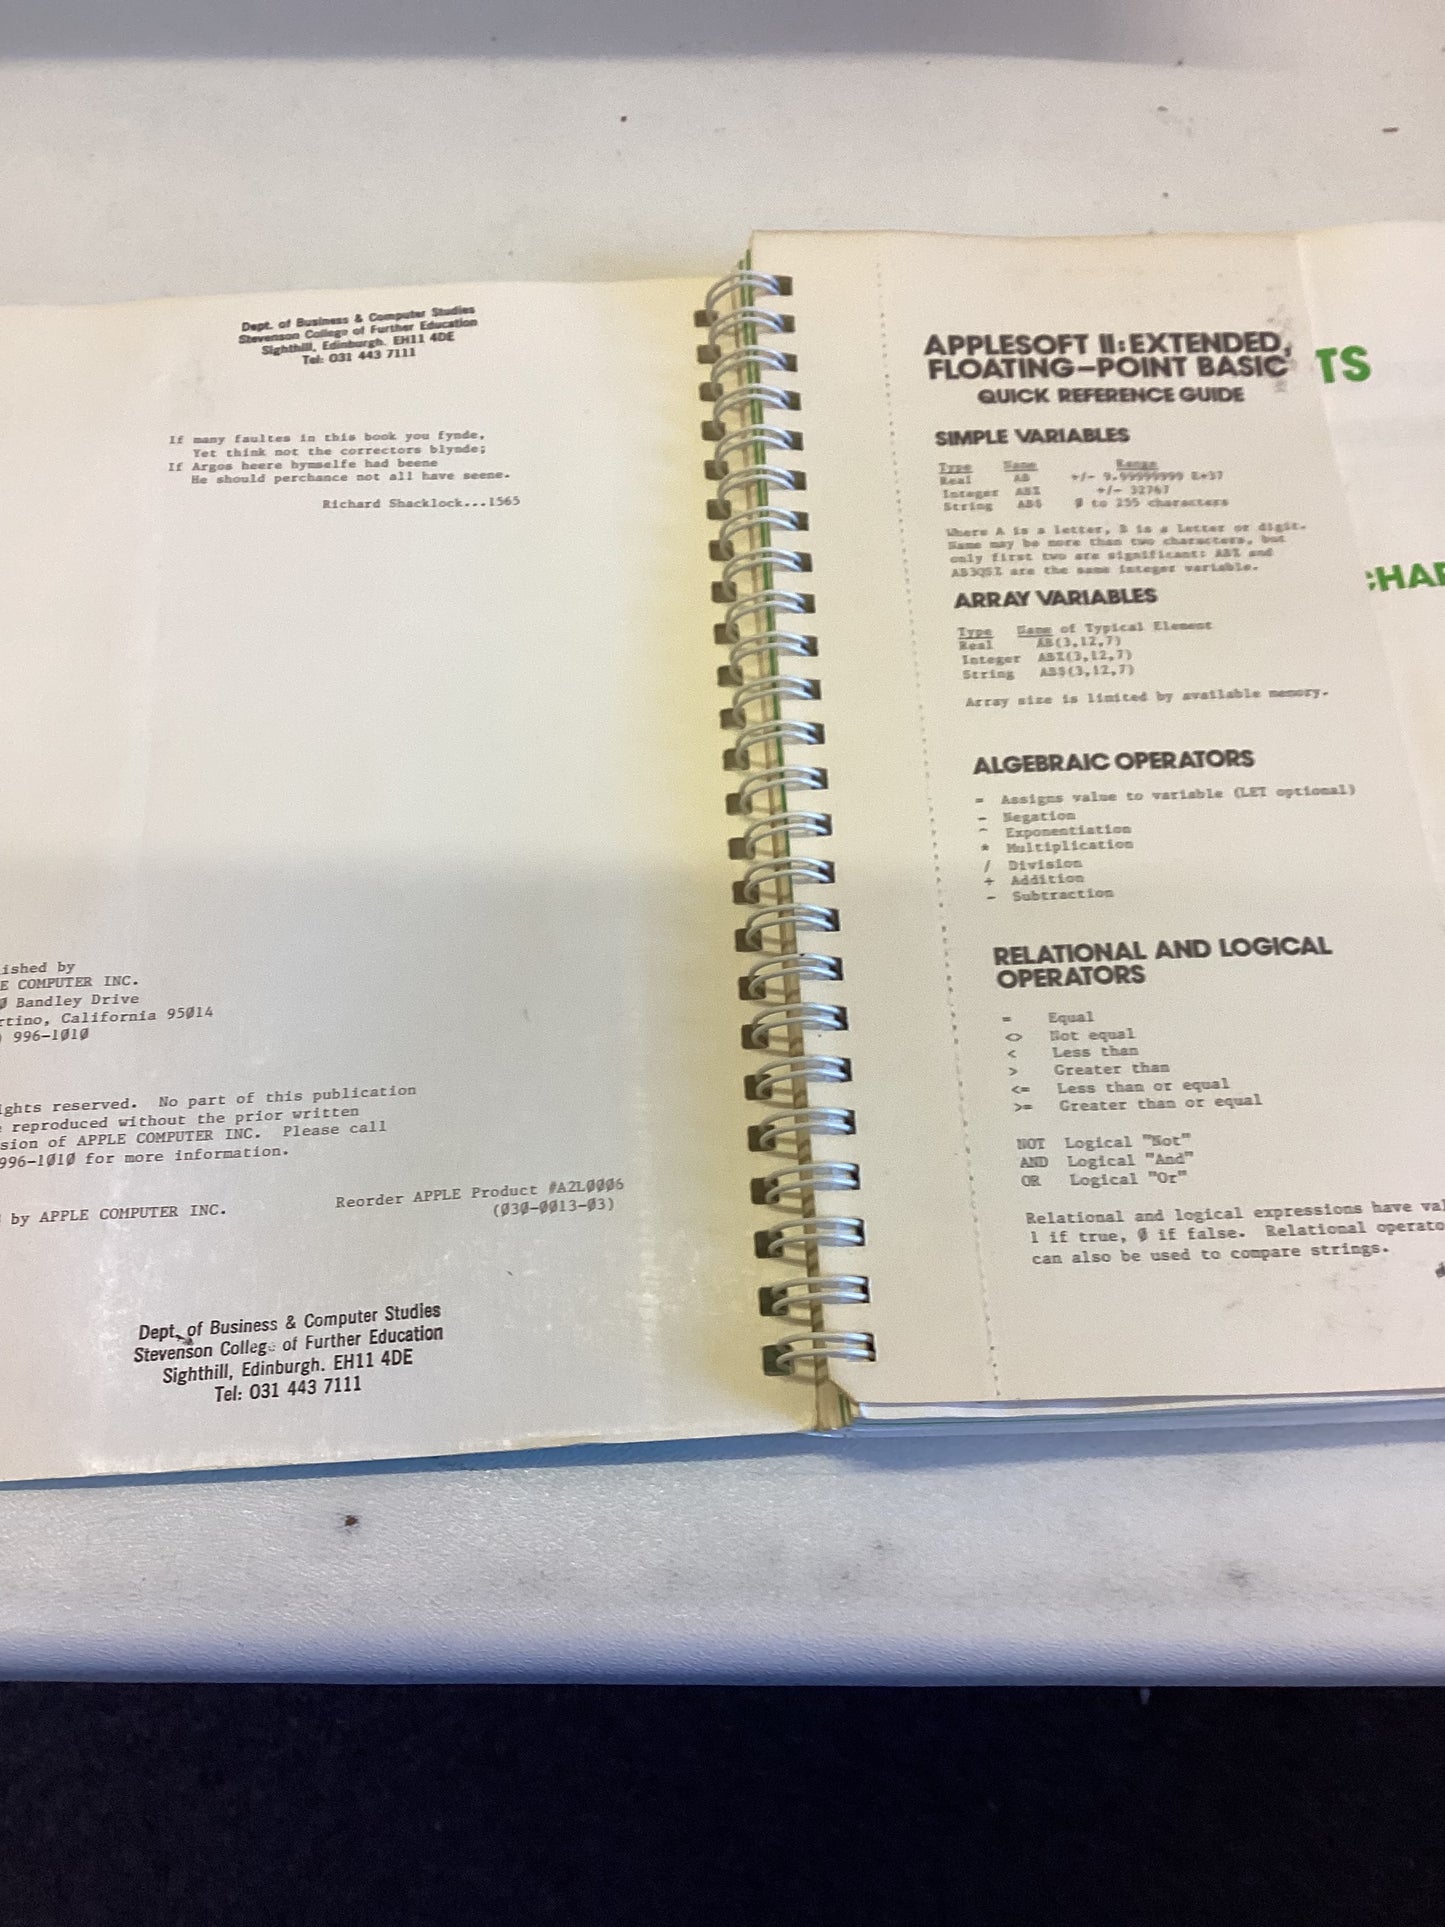 Dept. of Business & Computer Studies
Stevenson College of Further Education
Sighthill, Edinburgh. EH11 4DE
Tel: 031 443 7111
If many faultes in this book you fynde,
Yet think not the correctors blynde;
If Argos heere hymselfe had beene
He should perchance not all have seene.
Richard Shacklock...1565
ished by
E COMPUTER INC.
Ø Bandley Drive
rtino, California 95Ø14
) 996-1Ø1Ø
ights reserved. No part of this publication
e reproduced without the prior written
sion of APPLE COMPUTER INC. Please call
996-1Ø1Ø for more information.
by APPLE COMPUTER INC.
Reorder APPLE Product #A2LØØØ6
(Ø3Ø-ØØ13-Ø3)
Dept. of Business & Computer Studies
Stevenson College of Further Education
Sighthill, Edinburgh. EH11 4DE
Tel: 031 443 7111
APPLESOFT II: EXTENDED,
FLOATING-POINT BASIC
QUICK REFERENCE GUIDE
SIMPLE VARIABLES
Type Name Range
Real AB +/- 9.99999999 E+37
Integer AB% +/- 32767
String AB$ Ø to 255 characters
Where A is a letter, B is a letter or digit.
Name may be more than two characters, but
only first two are significant: AB% and
AB3QS% are the same integer variable.
ARRAY VARIABLES
Type Name of Typical Element
Real AB(3,12,7)
Integer AB%(3,12,7)
String AB$(3,12,7)
Array size is limited by available memory.
ALGEBRAIC OPERATORS
= Assigns value to variable (LET optional)
- Negation
^ Exponentiation
* Multiplication
/ Division
+ Addition
- Subtraction
RELATIONAL AND LOGICAL
OPERATORS
= Equal
<> Not equal
< Less than
> Greater than
<= Less than or equal
>= Greater than or equal
NOT Logical "Not"
AND Logical "And"
OR Logical "Or"
Relational and logical expressions have val
1 if true, Ø if false. Relational operato
can also be used to compare strings.
TS
CHAP